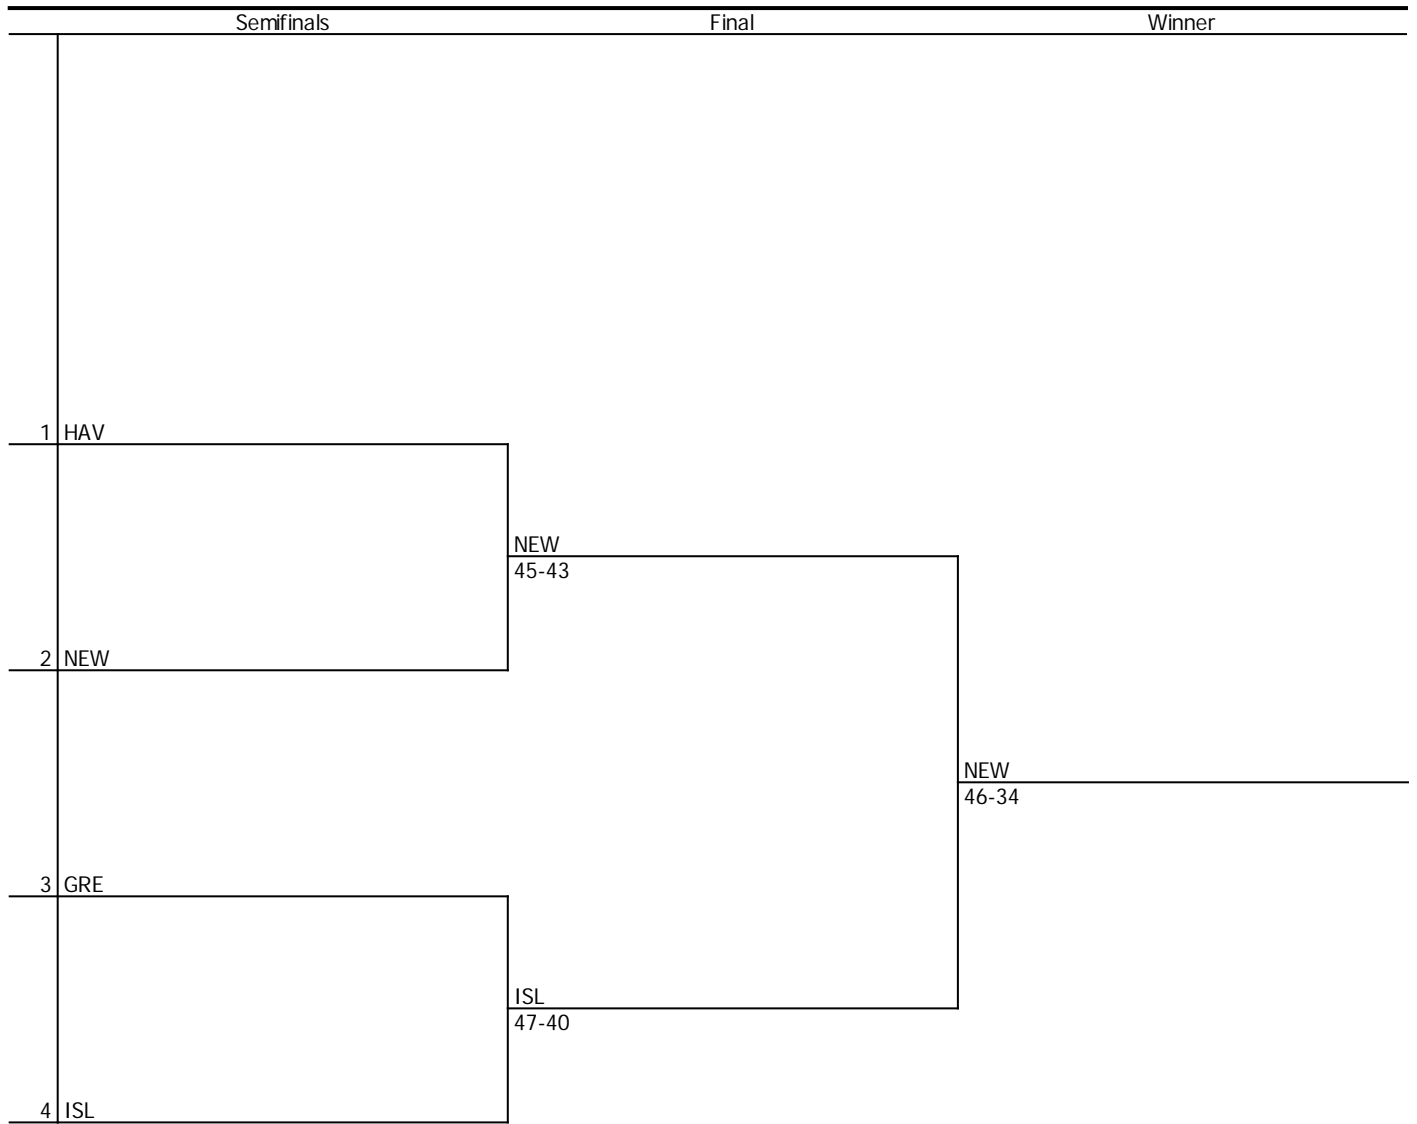 Semifinals Final Winner
1 HAV
NEW
45-43
2 NEW
NEW
46-34
3 GRE
ISL
47-40
4 ISL